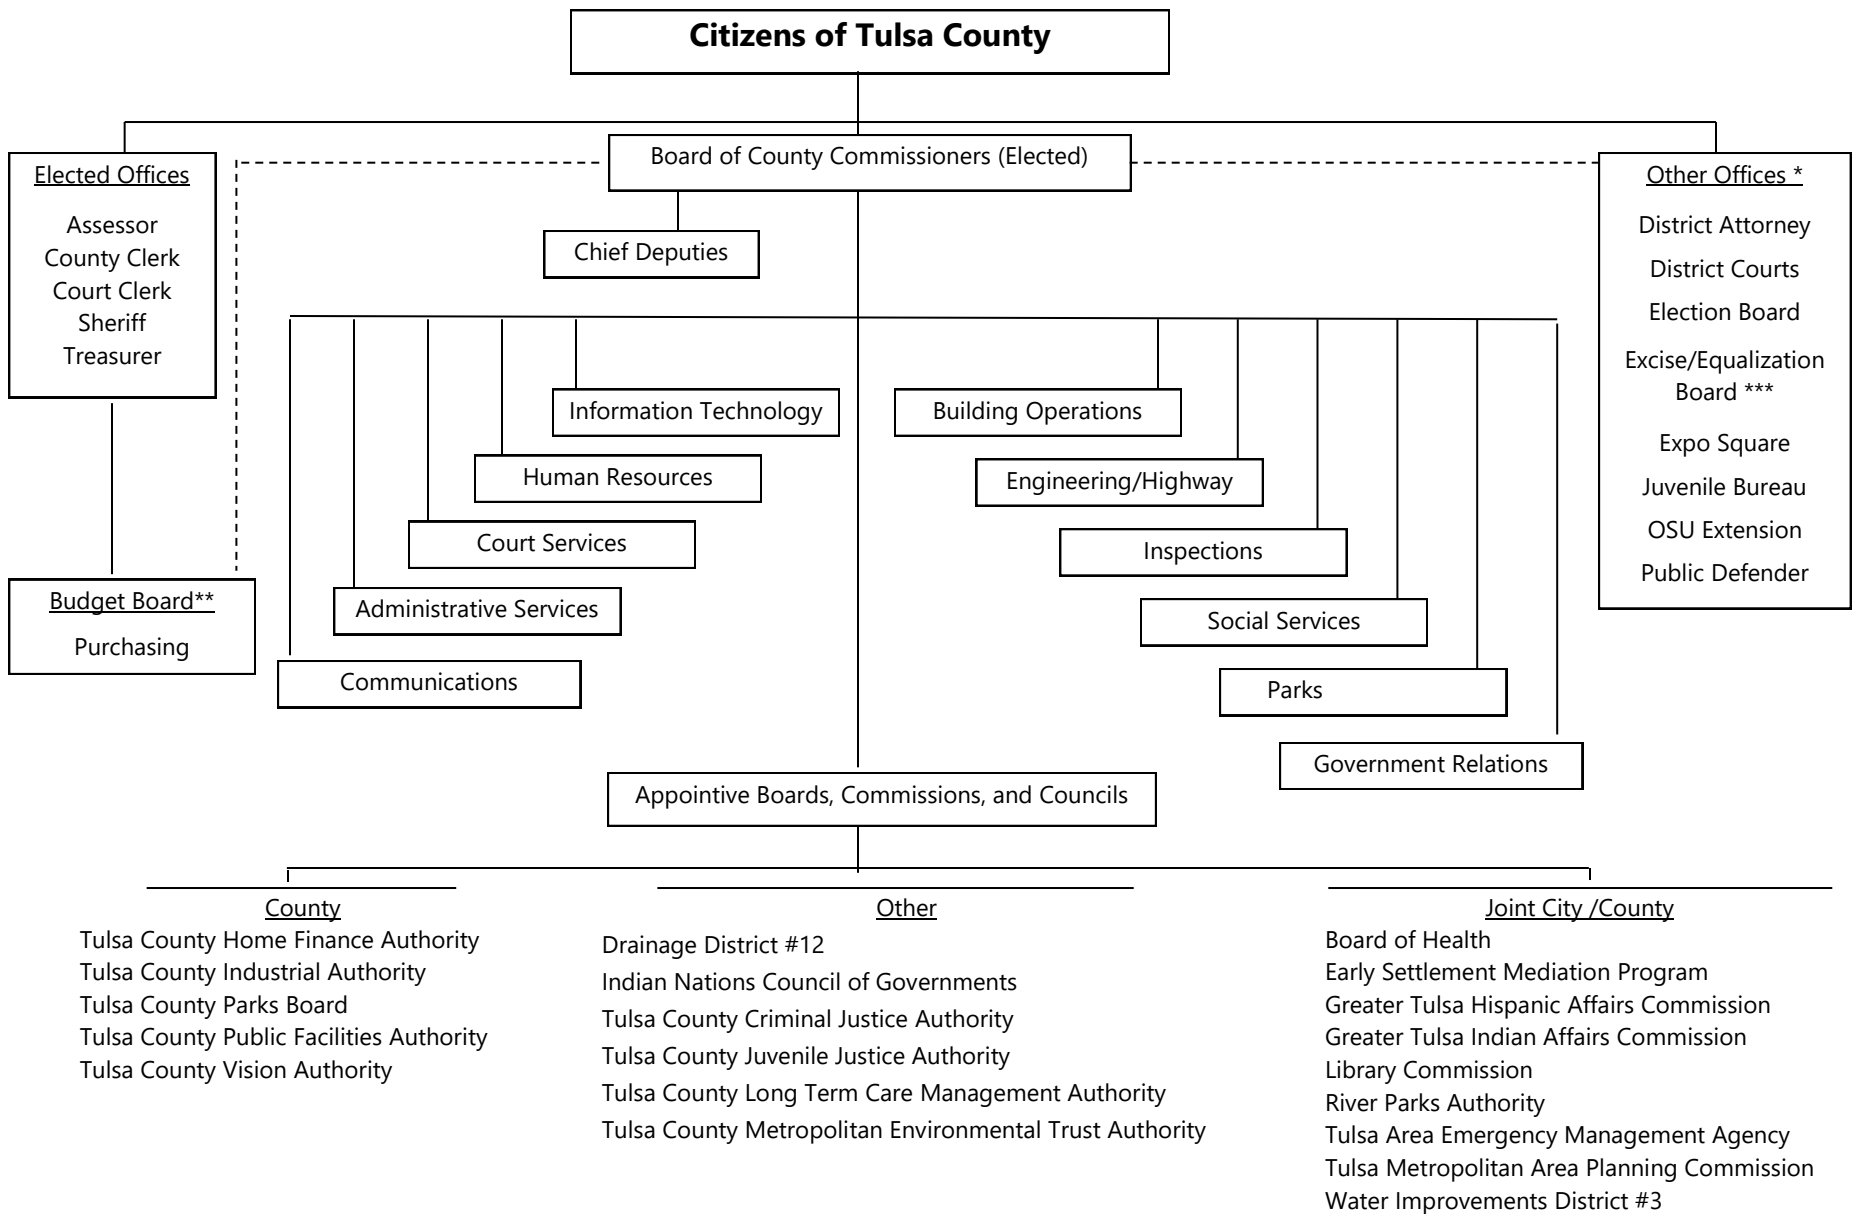 Citizens of Tulsa County
Board of County Commissioners (Elected)
Elected Offices
Assessor
County Clerk
Court Clerk
Sheriff
Treasurer
Other Offices *
District Attorney
District Courts
Election Board
Excise/Equalization
Board ***
Expo Square
Juvenile Bureau
OSU Extension
Public Defender
Chief Deputies
Information Technology
Human Resources
Court Services
Administrative Services
Communications
Building Operations
Engineering/Highway
Inspections
Social Services
Parks
Government Relations
Budget Board**
Purchasing
Appointive Boards, Commissions, and Councils
County
Tulsa County Home Finance Authority
Tulsa County Industrial Authority
Tulsa County Parks Board
Tulsa County Public Facilities Authority
Tulsa County Vision Authority
Other
Drainage District #12
Indian Nations Council of Governments
Tulsa County Criminal Justice Authority
Tulsa County Juvenile Justice Authority
Tulsa County Long Term Care Management Authority
Tulsa County Metropolitan Environmental Trust Authority
Joint City /County
Board of Health
Early Settlement Mediation Program
Greater Tulsa Hispanic Affairs Commission
Greater Tulsa Indian Affairs Commission
Library Commission
River Parks Authority
Tulsa Area Emergency Management Agency
Tulsa Metropolitan Area Planning Commission
Water Improvements District #3